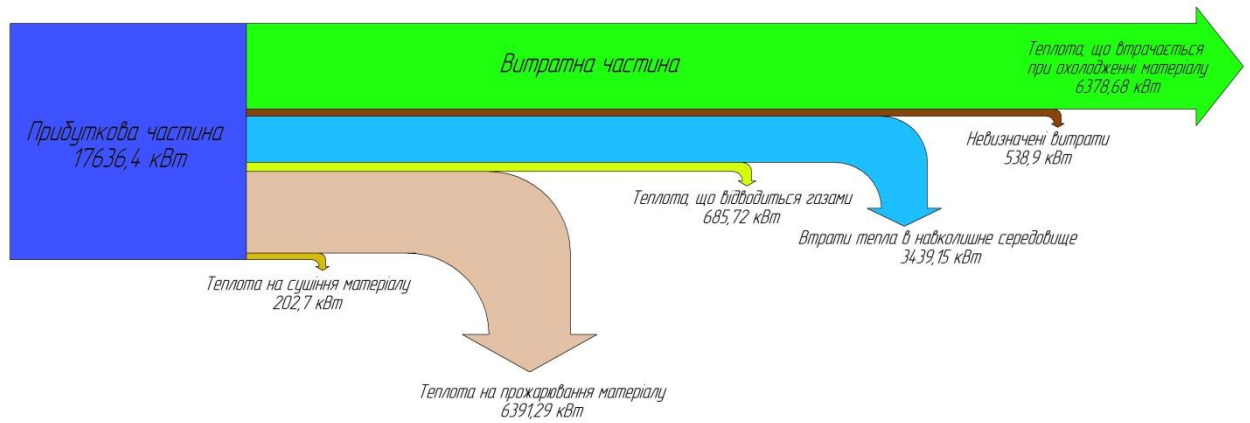 Прибуткова частина
17636,4 кВт
Витратна частина
Теплота, що втрачається
при охолодженні матеріалу
6378,68 кВт
Невизначені витрати
538,9 кВт
Втрати тепла в навколишне середовище
3439,15 кВт
Теплота, що відводиться газами
685,72 кВт
Теплота на сушіння матеріалу
202,7 кВт
Теплота на прожарювання матеріалу
6391,29 кВт